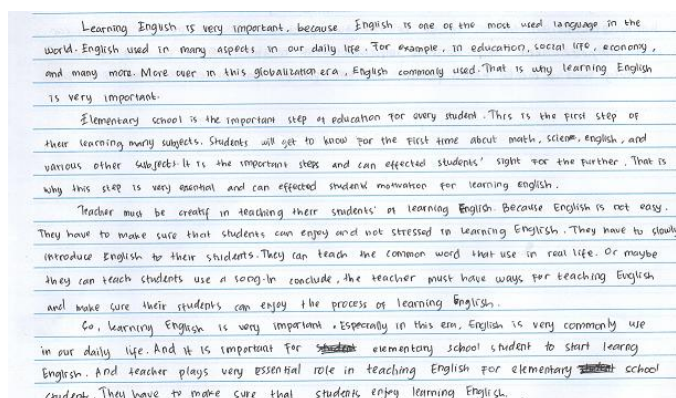 Learning English is very important, because English is one of the most used language in the
world. English used in many aspects in our daily life. For example, in education, social life, economy,
and many more. More over in this globalization era, English commonly used. That is why learning English
is very important.
Elementary school is the important step of education for every student. This is the first step of
their learning many subjects. Students will get to know for the first time about math, science, english, and
various other subject. It is the important steps and can effected students' sight for the further. That is
why this step is very essential and can effected students motivation for learning english.
Teacher must be creatif in teaching their students' of learning English. Because English is not easy.
They have to make sure that students can enjoy and not stressed in learning English. They have to slowly
introduce English to their students. They can teach the common word that use in real life. Or maybe
they can teach students use a song. In conclude, the teacher must have ways for teaching English
and make sure their students can enjoy the process of learning English.
So, learning English is very important. Especially in this era, English is very commonly use
in our daily life. And it is important for elementary school student to start learng
English. And teacher plays very essential role in teaching English for elementary school
student. They have to make sure that students enjoy learning English.